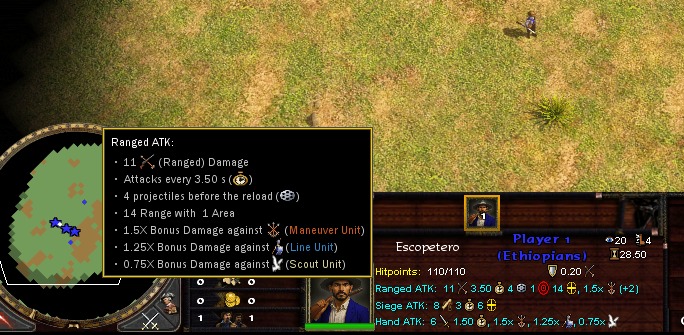 Ranged ATK:
· 11 (Ranged) Damage
· Attacks every 3.50 s ( )
· 4 projectiles before the reload ( )
· 14 Range with 1 Area
· 1.5X Bonus Damage against (Maneuver Unit)
· 1.25X Bonus Damage against (Line Unit)
· 0.75X Bonus Damage against (Scout Unit)
1
Escopetero
Player 1
(Ethiopians)
20 4
28.50
Hitpoints: 110/110 0.20
Ranged ATK: 11 3.50 4 1 14 , 1.5x (+2)
Siege ATK: 8 3 6
Hand ATK: 6 1.50 1.5x , 1.25x , 0.75x
0 0
0 0
1 1